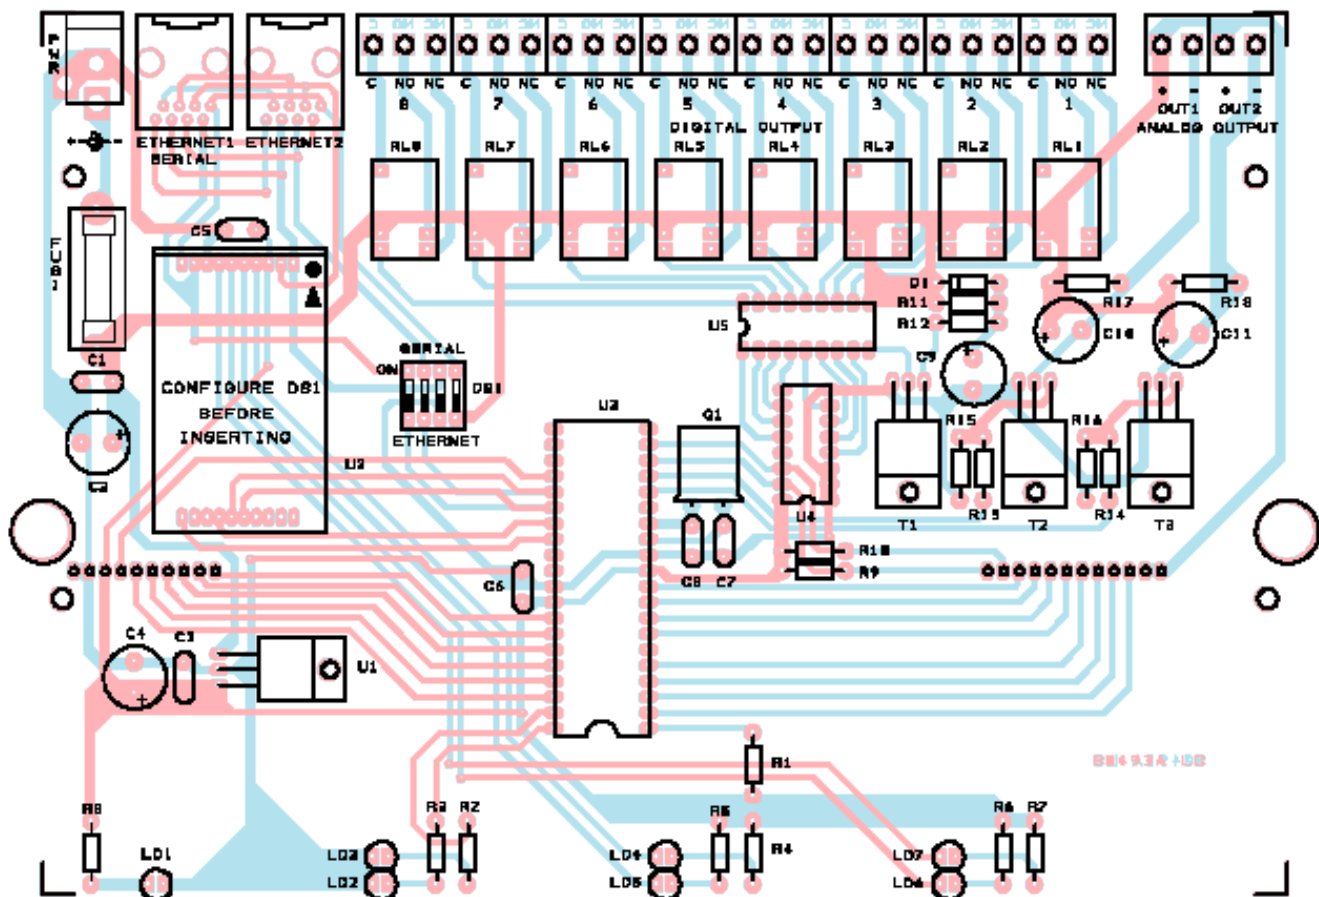 PWR
C NO NC C NO NC C NO NC C NO NC C NO NC C NO NC C NO NC C NO NC
8 7 6 5 4 3 2 1
+ - + -
OUT1 OUT2
ANALOG OUTPUT
DIGITAL OUTPUT
ETHERNET1 ETHERNET2
SERIAL
+ -
RL8 RL7 RL6 RL5 RL4 RL3 RL2 RL1
C5
FUS1
D1
R11
R12
R17
R18
U5
C10
C11
C9
C1
SERIAL
ON
DS1
ETHERNET
CONFIGURE DS1
BEFORE
INSERTING
U2
C2
U3
Q1
R15
R16
R13
R14
T1 T2 T3
U4
C8 C7
R10
R9
C6
C4 C3
U1
R1
R8
R3 R2
R5
R4
R6 R7
LD1
LD3
LD2
LD4
LD5
LD7
LD6